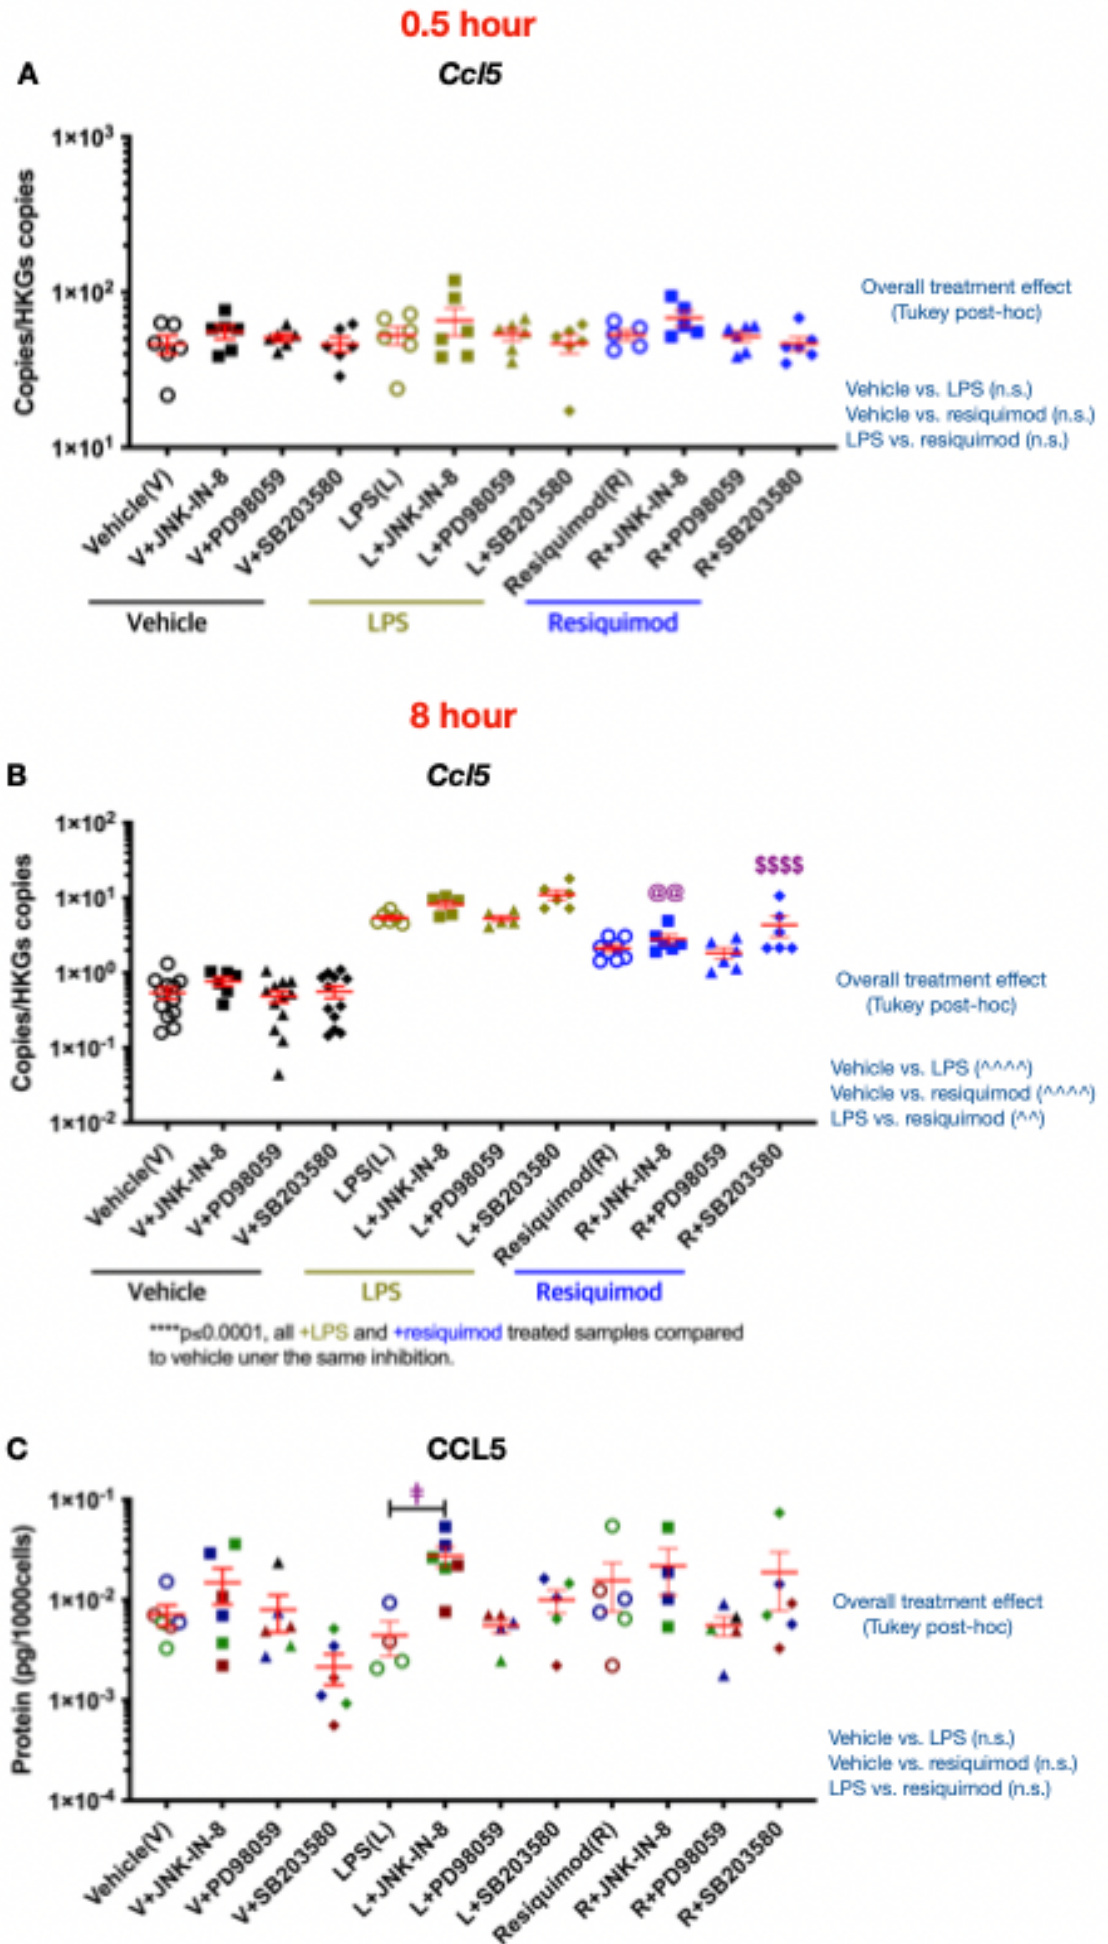 0.5 hour
A
Ccl5
1×10³
1×10²
1×10¹
Copies/HKGs copies
Overall treatment effect
(Tukey post-hoc)
Vehicle vs. LPS (n.s.)
Vehicle vs. resiquimod (n.s.)
LPS vs. resiquimod (n.s.)
Vehicle(V)
V+JNK-IN-8
V+PD98059
V+SB203580
LPS(L)
L+JNK-IN-8
L+PD98059
L+SB203580
Resiquimod(R)
R+JNK-IN-8
R+PD98059
R+SB203580
Vehicle
LPS
Resiquimod
8 hour
B
Ccl5
1×10²
1×10¹
1×10⁰
1×10⁻¹
1×10⁻²
Copies/HKGs copies
@@
$$$$
Overall treatment effect
(Tukey post-hoc)
Vehicle vs. LPS (^^^^)
Vehicle vs. resiquimod (^^^^)
LPS vs. resiquimod (^^)
Vehicle(V)
V+JNK-IN-8
V+PD98059
V+SB203580
LPS(L)
L+JNK-IN-8
L+PD98059
L+SB203580
Resiquimod(R)
R+JNK-IN-8
R+PD98059
R+SB203580
Vehicle
LPS
Resiquimod
****p≤0.0001, all +LPS and +resiquimod treated samples compared
to vehicle uner the same inhibition.
C
CCL5
1×10⁻¹
1×10⁻²
1×10⁻³
1×10⁻⁴
Protein (pg/1000cells)
ǂ
Overall treatment effect
(Tukey post-hoc)
Vehicle vs. LPS (n.s.)
Vehicle vs. resiquimod (n.s.)
LPS vs. resiquimod (n.s.)
Vehicle(V)
V+JNK-IN-8
V+PD98059
V+SB203580
LPS(L)
L+JNK-IN-8
L+PD98059
L+SB203580
Resiquimod(R)
R+JNK-IN-8
R+PD98059
R+SB203580